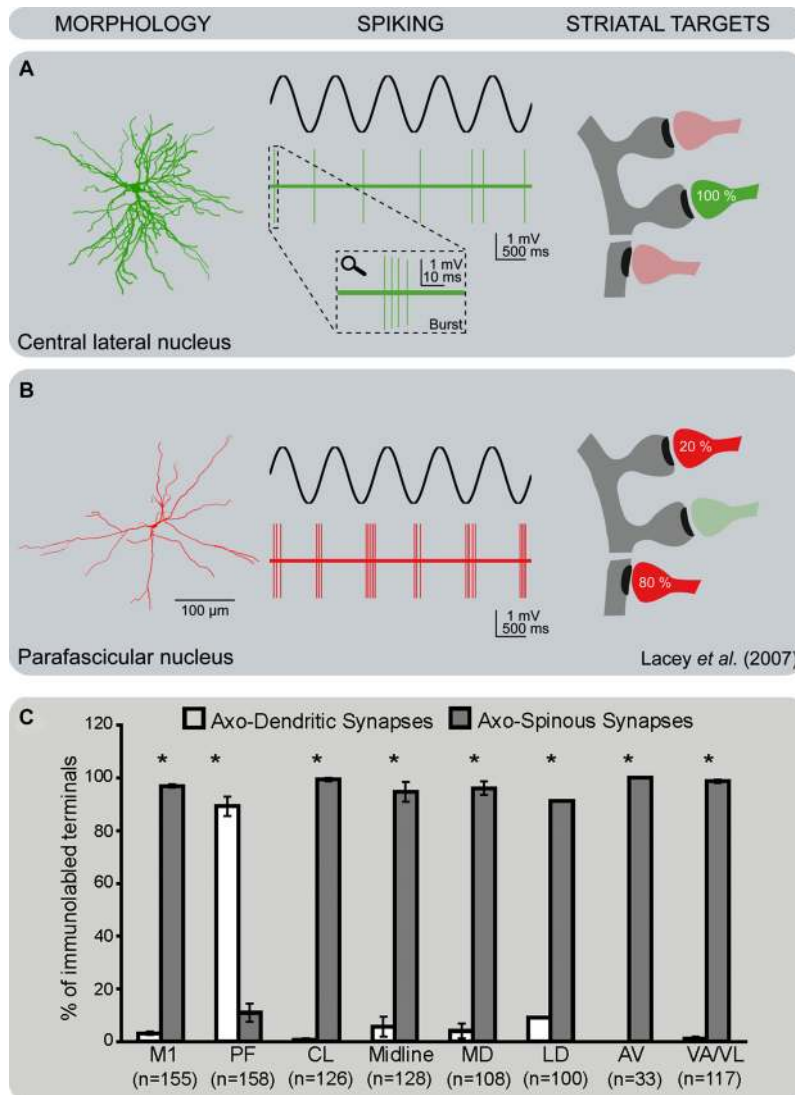 MORPHOLOGY SPIKING STRIATAL TARGETS
A
100 %
1 mV
500 ms
1 mV
10 ms
Burst
Central lateral nucleus
B
20 %
80 %
100 µm
1 mV
500 ms
Parafascicular nucleus
Lacey et al. (2007)
C
Axo-Dendritic Synapses Axo-Spinous Synapses
% of immunolabled terminals
120
100
80
60
40
20
0
* * * * * * * *
M1 PF CL Midline MD LD AV VA/VL
(n=155) (n=158) (n=126) (n=128) (n=108) (n=100) (n=33) (n=117)